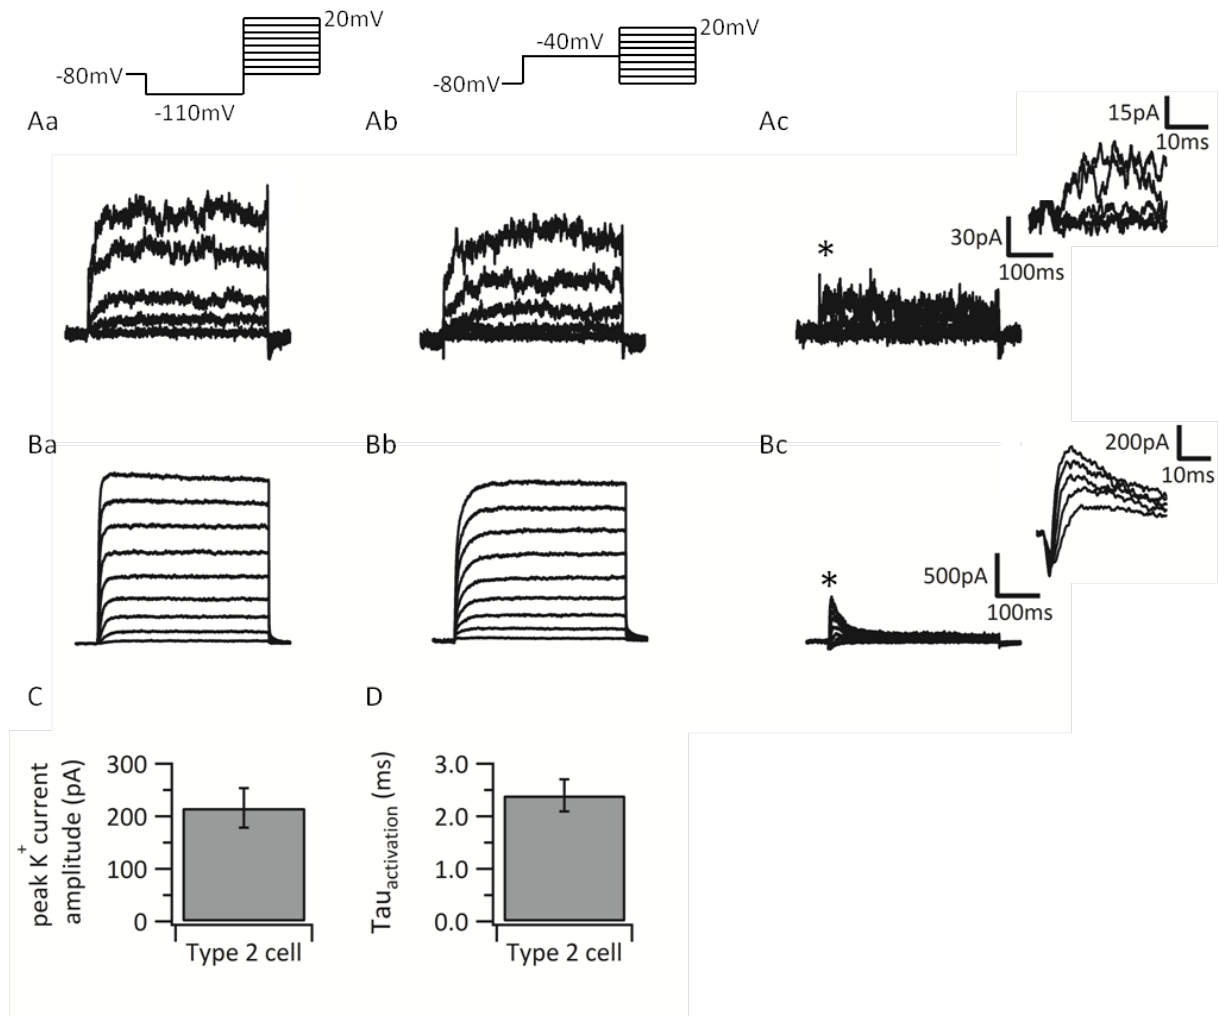 20mV
-80mV
-110mV
-40mV
20mV
-80mV
Aa
Ab
Ac
15pA
10ms
*
30pA
100ms
Ba
Bb
Bc
200pA
10ms
*
500pA
100ms
C
D
peak K+ current
amplitude (pA)
300
200
100
0
Type 2 cell
Tauactivation (ms)
3.0
2.0
1.0
0.0
Type 2 cell